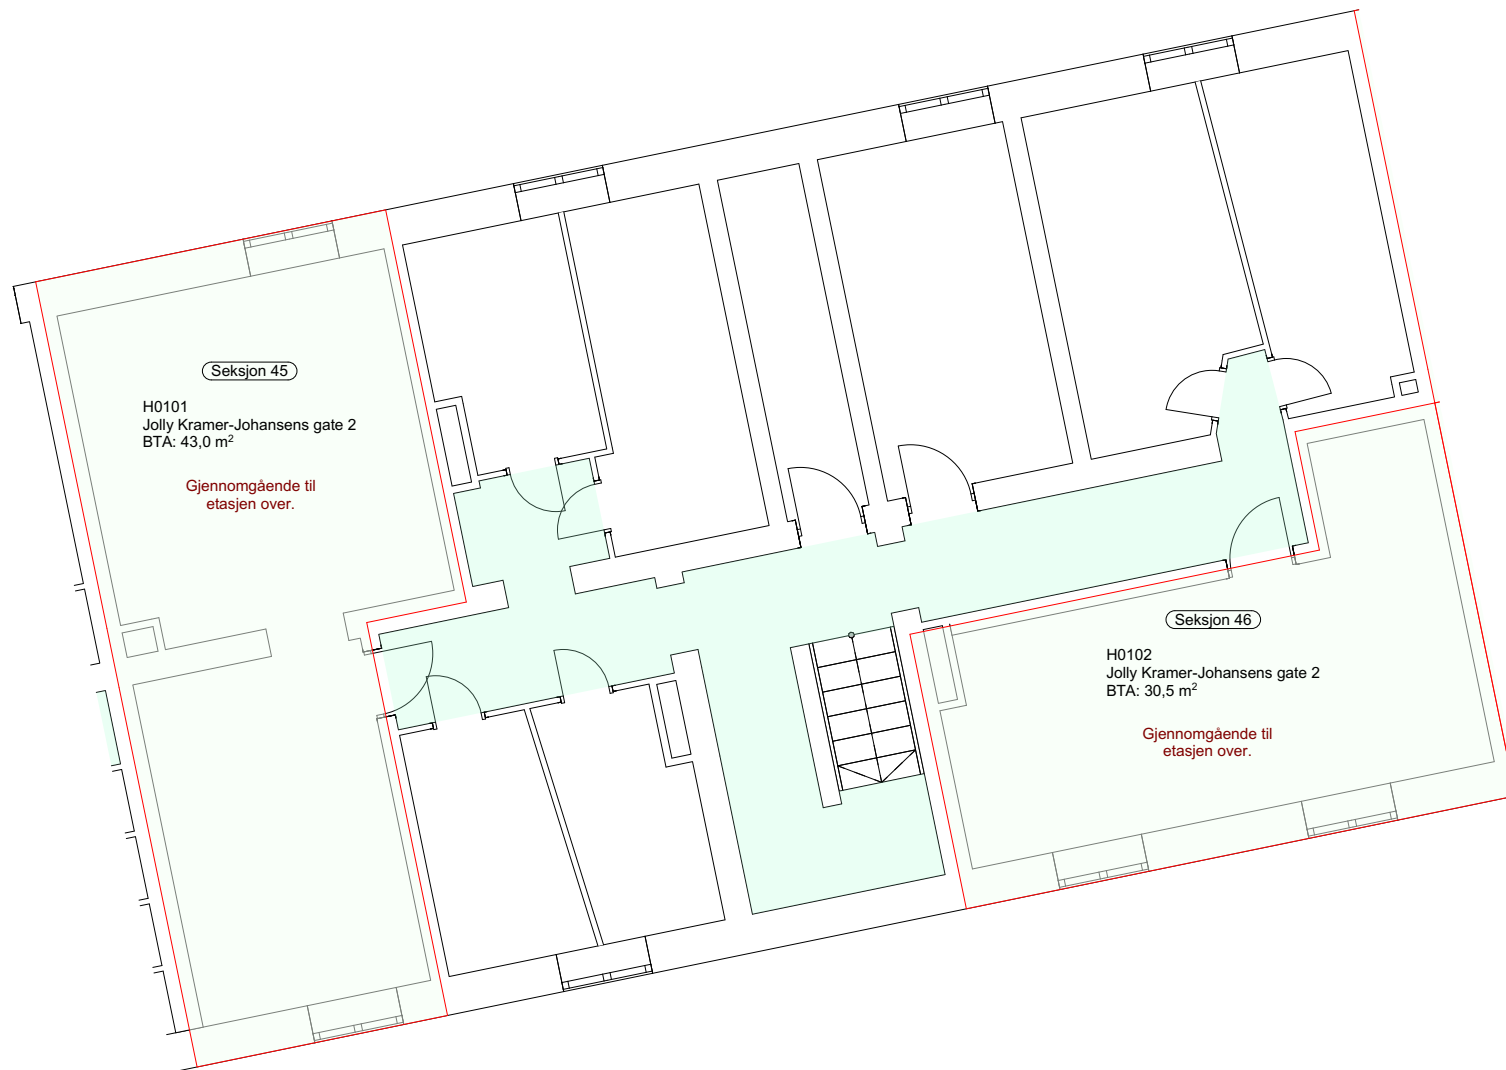 Seksjon 45
H0101
Jolly Kramer-Johansens gate 2
BTA: 43,0 m²
Gjennomgående til
etasjen over.
Seksjon 46
H0102
Jolly Kramer-Johansens gate 2
BTA: 30,5 m²
Gjennomgående til
etasjen over.